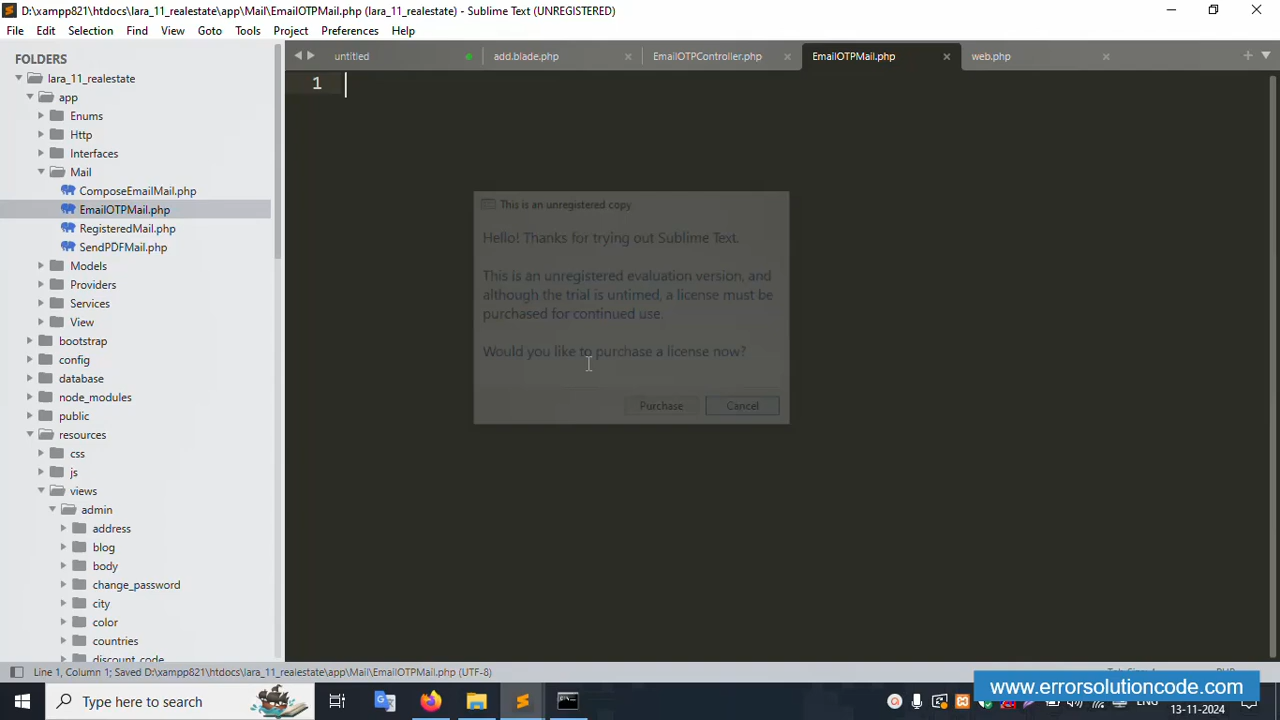 D:\xampp821\htdocs\lara_11_realestate\app\Mail\EmailOTPMail.php (lara_11_realestate) - Sublime Text (UNREGISTERED)
File Edit Selection Find View Goto Tools Project Preferences Help
FOLDERS
lara_11_realestate
app
Enums
Http
Interfaces
Mail
ComposeEmailMail.php
EmailOTPMail.php
RegisteredMail.php
SendPDFMail.php
Models
Providers
Services
View
bootstrap
config
database
node_modules
public
resources
css
js
views
admin
address
blog
body
change_password
city
color
countries
discount_code
untitled add.blade.php EmailOTPController.php EmailOTPMail.php web.php
1
This is an unregistered copy
Hello! Thanks for trying out Sublime Text.
This is an unregistered evaluation version, and
although the trial is untimed, a license must be
purchased for continued use.
Would you like to purchase a license now?
Purchase Cancel
Line 1, Column 1; Saved D:\xampp821\htdocs\lara_11_realestate\app\Mail\EmailOTPMail.php (UTF-8)
www.errorsolutioncode.com
Type here to search
ENG
13-11-2024